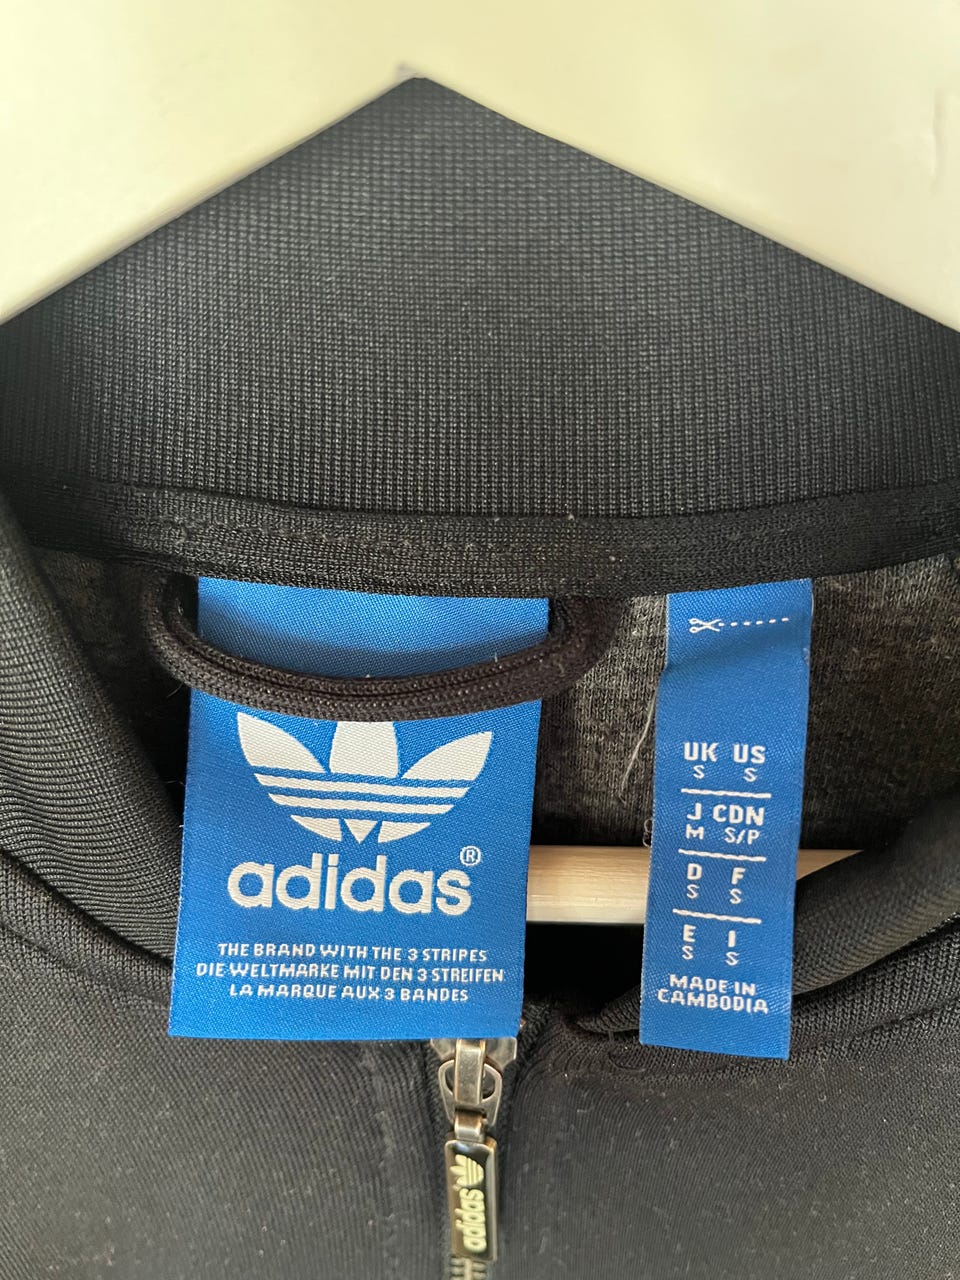 adidas®
THE BRAND WITH THE 3 STRIPES
DIE WELTMARKE MIT DEN 3 STREIFEN
LA MARQUE AUX 3 BANDES
UK US
S S
J CDN
M S/P
D F
S S
E I
S S
MADE IN
CAMBODIA
adidas